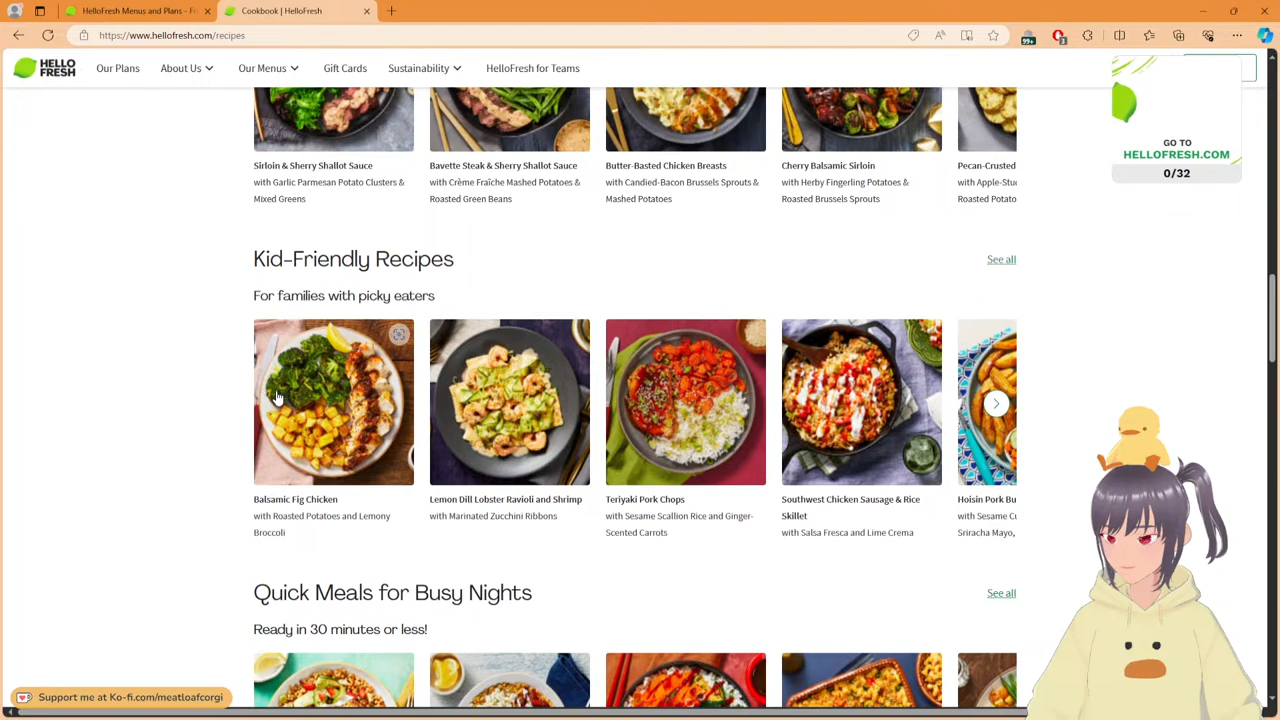 HelloFresh Menus and Plans - Fr
Cookbook | HelloFresh
https://www.hellofresh.com/recipes
99+
3
HELLO
FRESH
Our Plans
About Us
Our Menus
Gift Cards
Sustainability
HelloFresh for Teams
GO TO
HELLOFRESH.COM
0/32
Sirloin & Sherry Shallot Sauce
with Garlic Parmesan Potato Clusters &
Mixed Greens
Bavette Steak & Sherry Shallot Sauce
with Crème Fraîche Mashed Potatoes &
Roasted Green Beans
Butter-Basted Chicken Breasts
with Candied-Bacon Brussels Sprouts &
Mashed Potatoes
Cherry Balsamic Sirloin
with Herby Fingerling Potatoes &
Roasted Brussels Sprouts
Pecan-Crusted
with Apple-Stu
Roasted Potato
Kid-Friendly Recipes
See all
For families with picky eaters
Balsamic Fig Chicken
with Roasted Potatoes and Lemony
Broccoli
Lemon Dill Lobster Ravioli and Shrimp
with Marinated Zucchini Ribbons
Teriyaki Pork Chops
with Sesame Scallion Rice and Ginger-
Scented Carrots
Southwest Chicken Sausage & Rice
Skillet
with Salsa Fresca and Lime Crema
Hoisin Pork Bu
with Sesame Cu
Sriracha Mayo,
Quick Meals for Busy Nights
See all
Ready in 30 minutes or less!
Support me at Ko-fi.com/meatloafcorgi